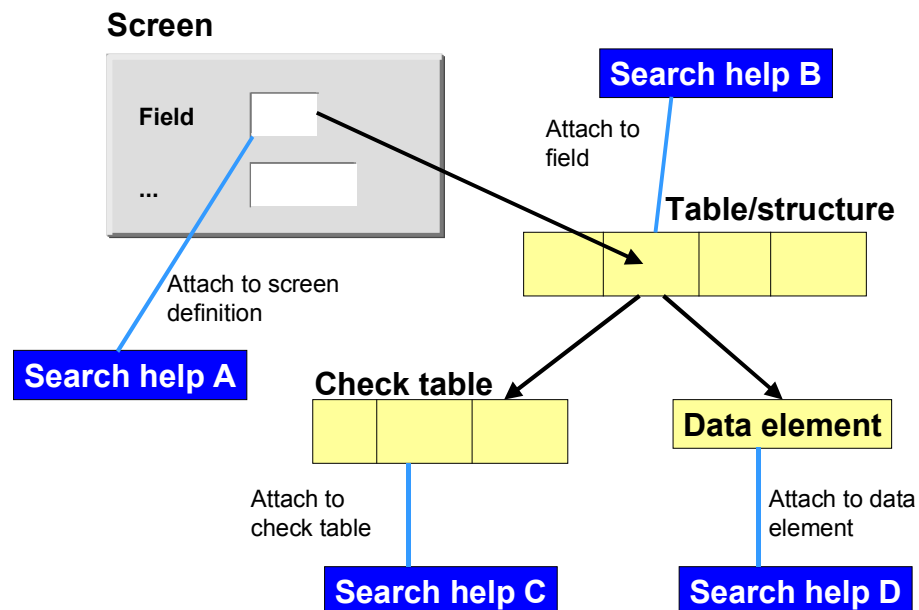 Screen
Search help B
Field
Attach to
field
...
Table/structure
Attach to screen
definition
Search help A
Check table
Data element
Attach to
check table
Attach to data
element
Search help C
Search help D